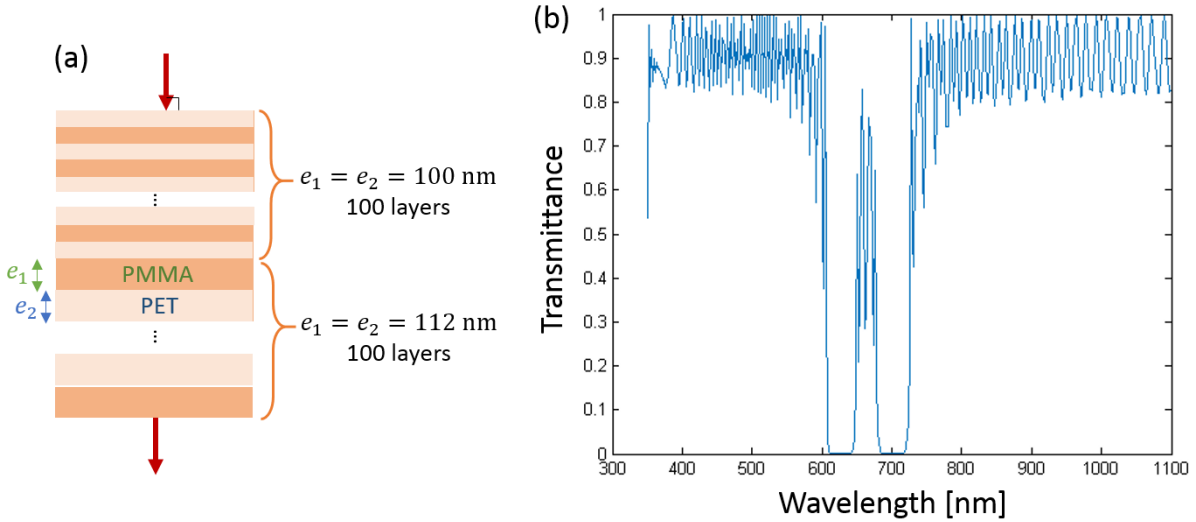 (a)
e₁ = e₂ = 100 nm
100 layers
⋮
e₁
PMMA
e₂
PET
e₁ = e₂ = 112 nm
100 layers
⋮
(b)
Transmittance
1
0.9
0.8
0.7
0.6
0.5
0.4
0.3
0.2
0.1
0
300
400
500
600
700
800
900
1000
1100
Wavelength [nm]